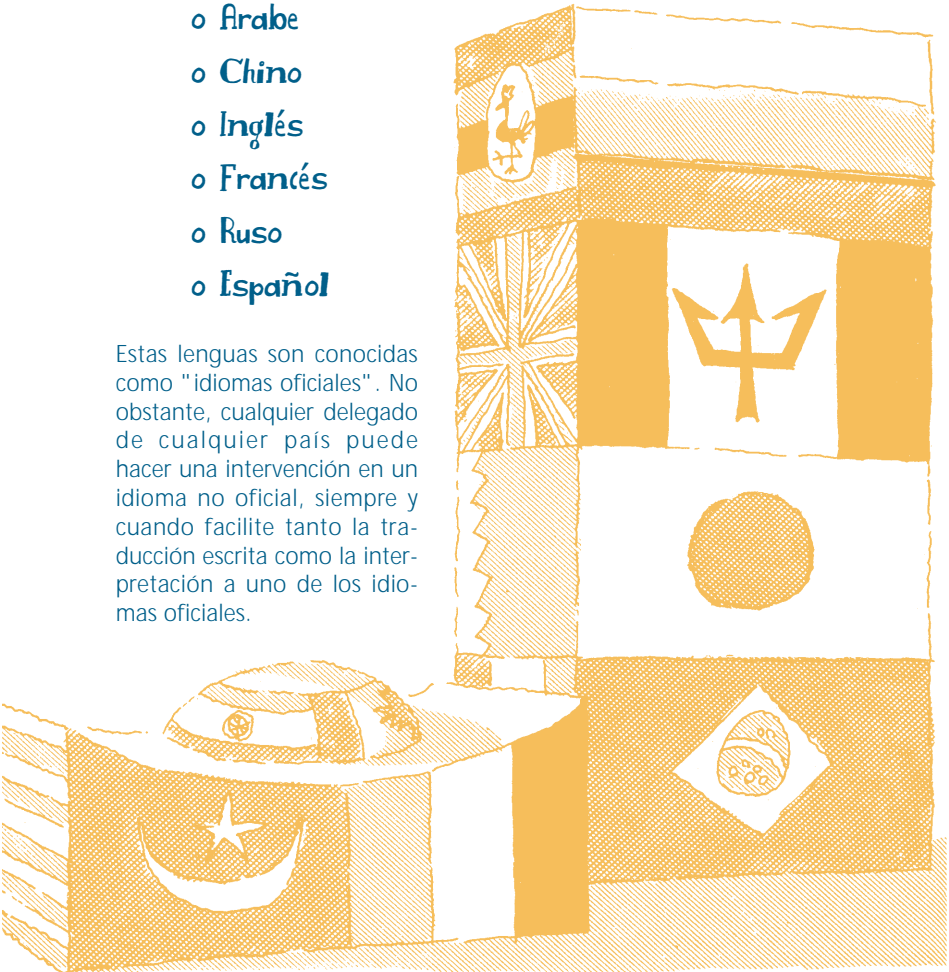 o Arabe
o Chino
o Inglés
o Francés
o Ruso
o Español
Estas lenguas son conocidas
como "idiomas oficiales". No
obstante, cualquier delegado
de cualquier país puede
hacer una intervención en un
idioma no oficial, siempre y
cuando facilite tanto la tra-
ducción escrita como la inter-
pretación a uno de los idio-
mas oficiales.